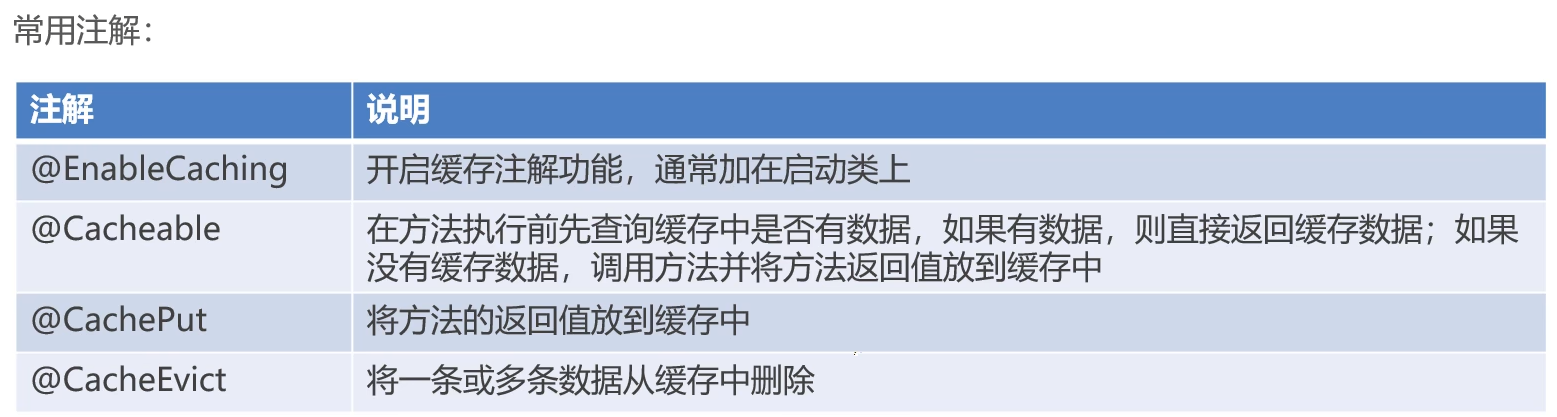 常用注解：
注解 说明
@EnableCaching 开启缓存注解功能，通常加在启动类上
@Cacheable 在方法执行前先查询缓存中是否有数据，如果有数据，则直接返回缓存数据；如果
没有缓存数据，调用方法并将方法返回值放到缓存中
@CachePut 将方法的返回值放到缓存中
@CacheEvict 将一条或多条数据从缓存中删除